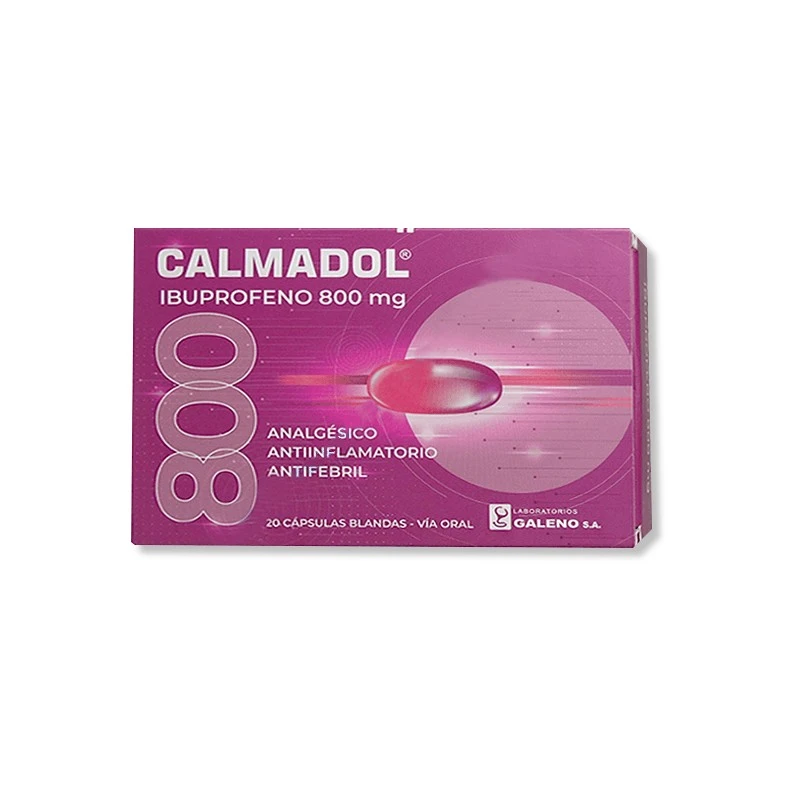 CALMADOL®
IBUPROFENO 800 mg
800
ANALGÉSICO
ANTIINFLAMATORIO
ANTIFEBRIL
20 CÁPSULAS BLANDAS - VÍA ORAL
LABORATORIOS
GALENO S.A.